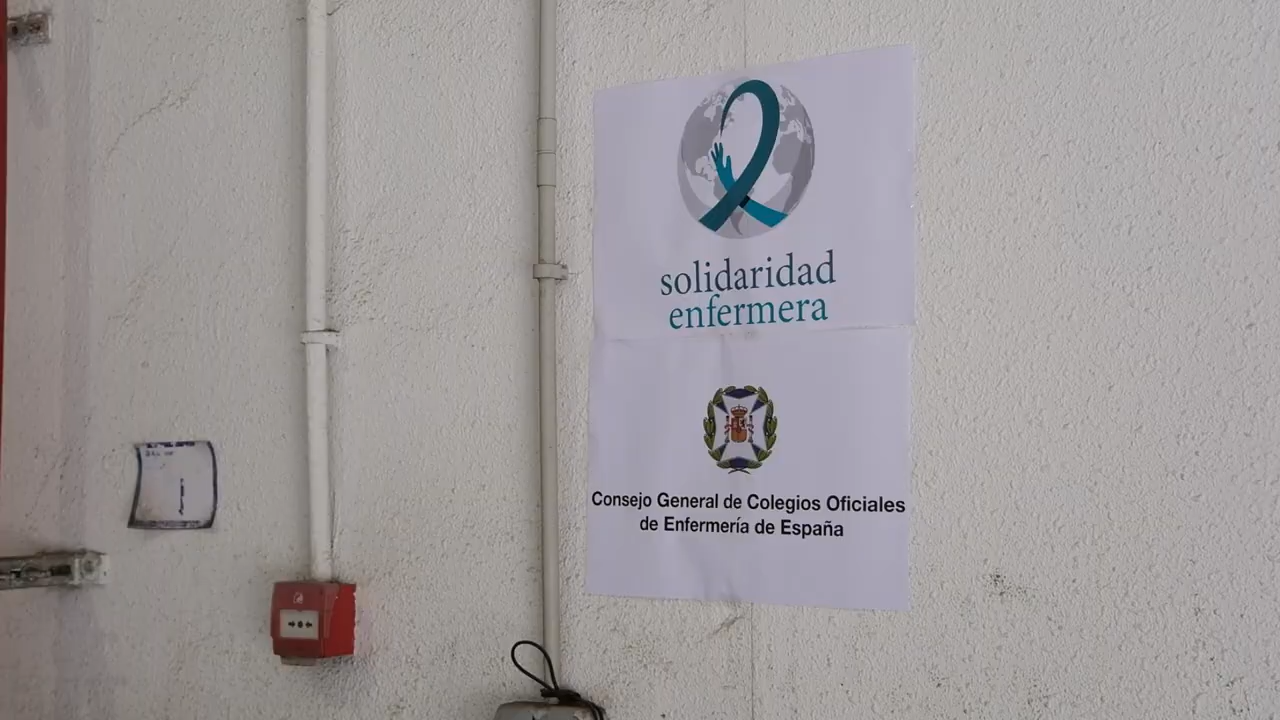 solidaridad
enfermera
Consejo General de Colegios Oficiales
de Enfermería de España